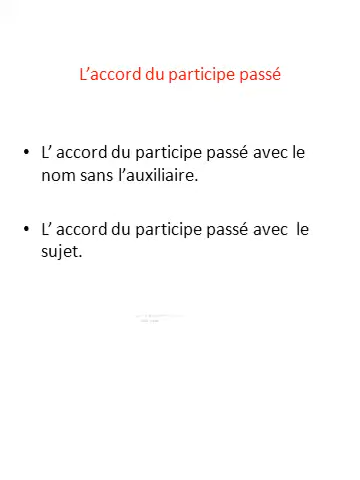 L’accord du participe passé
• L’ accord du participe passé avec le
nom sans l’auxiliaire.
• L’ accord du participe passé avec  le
sujet.